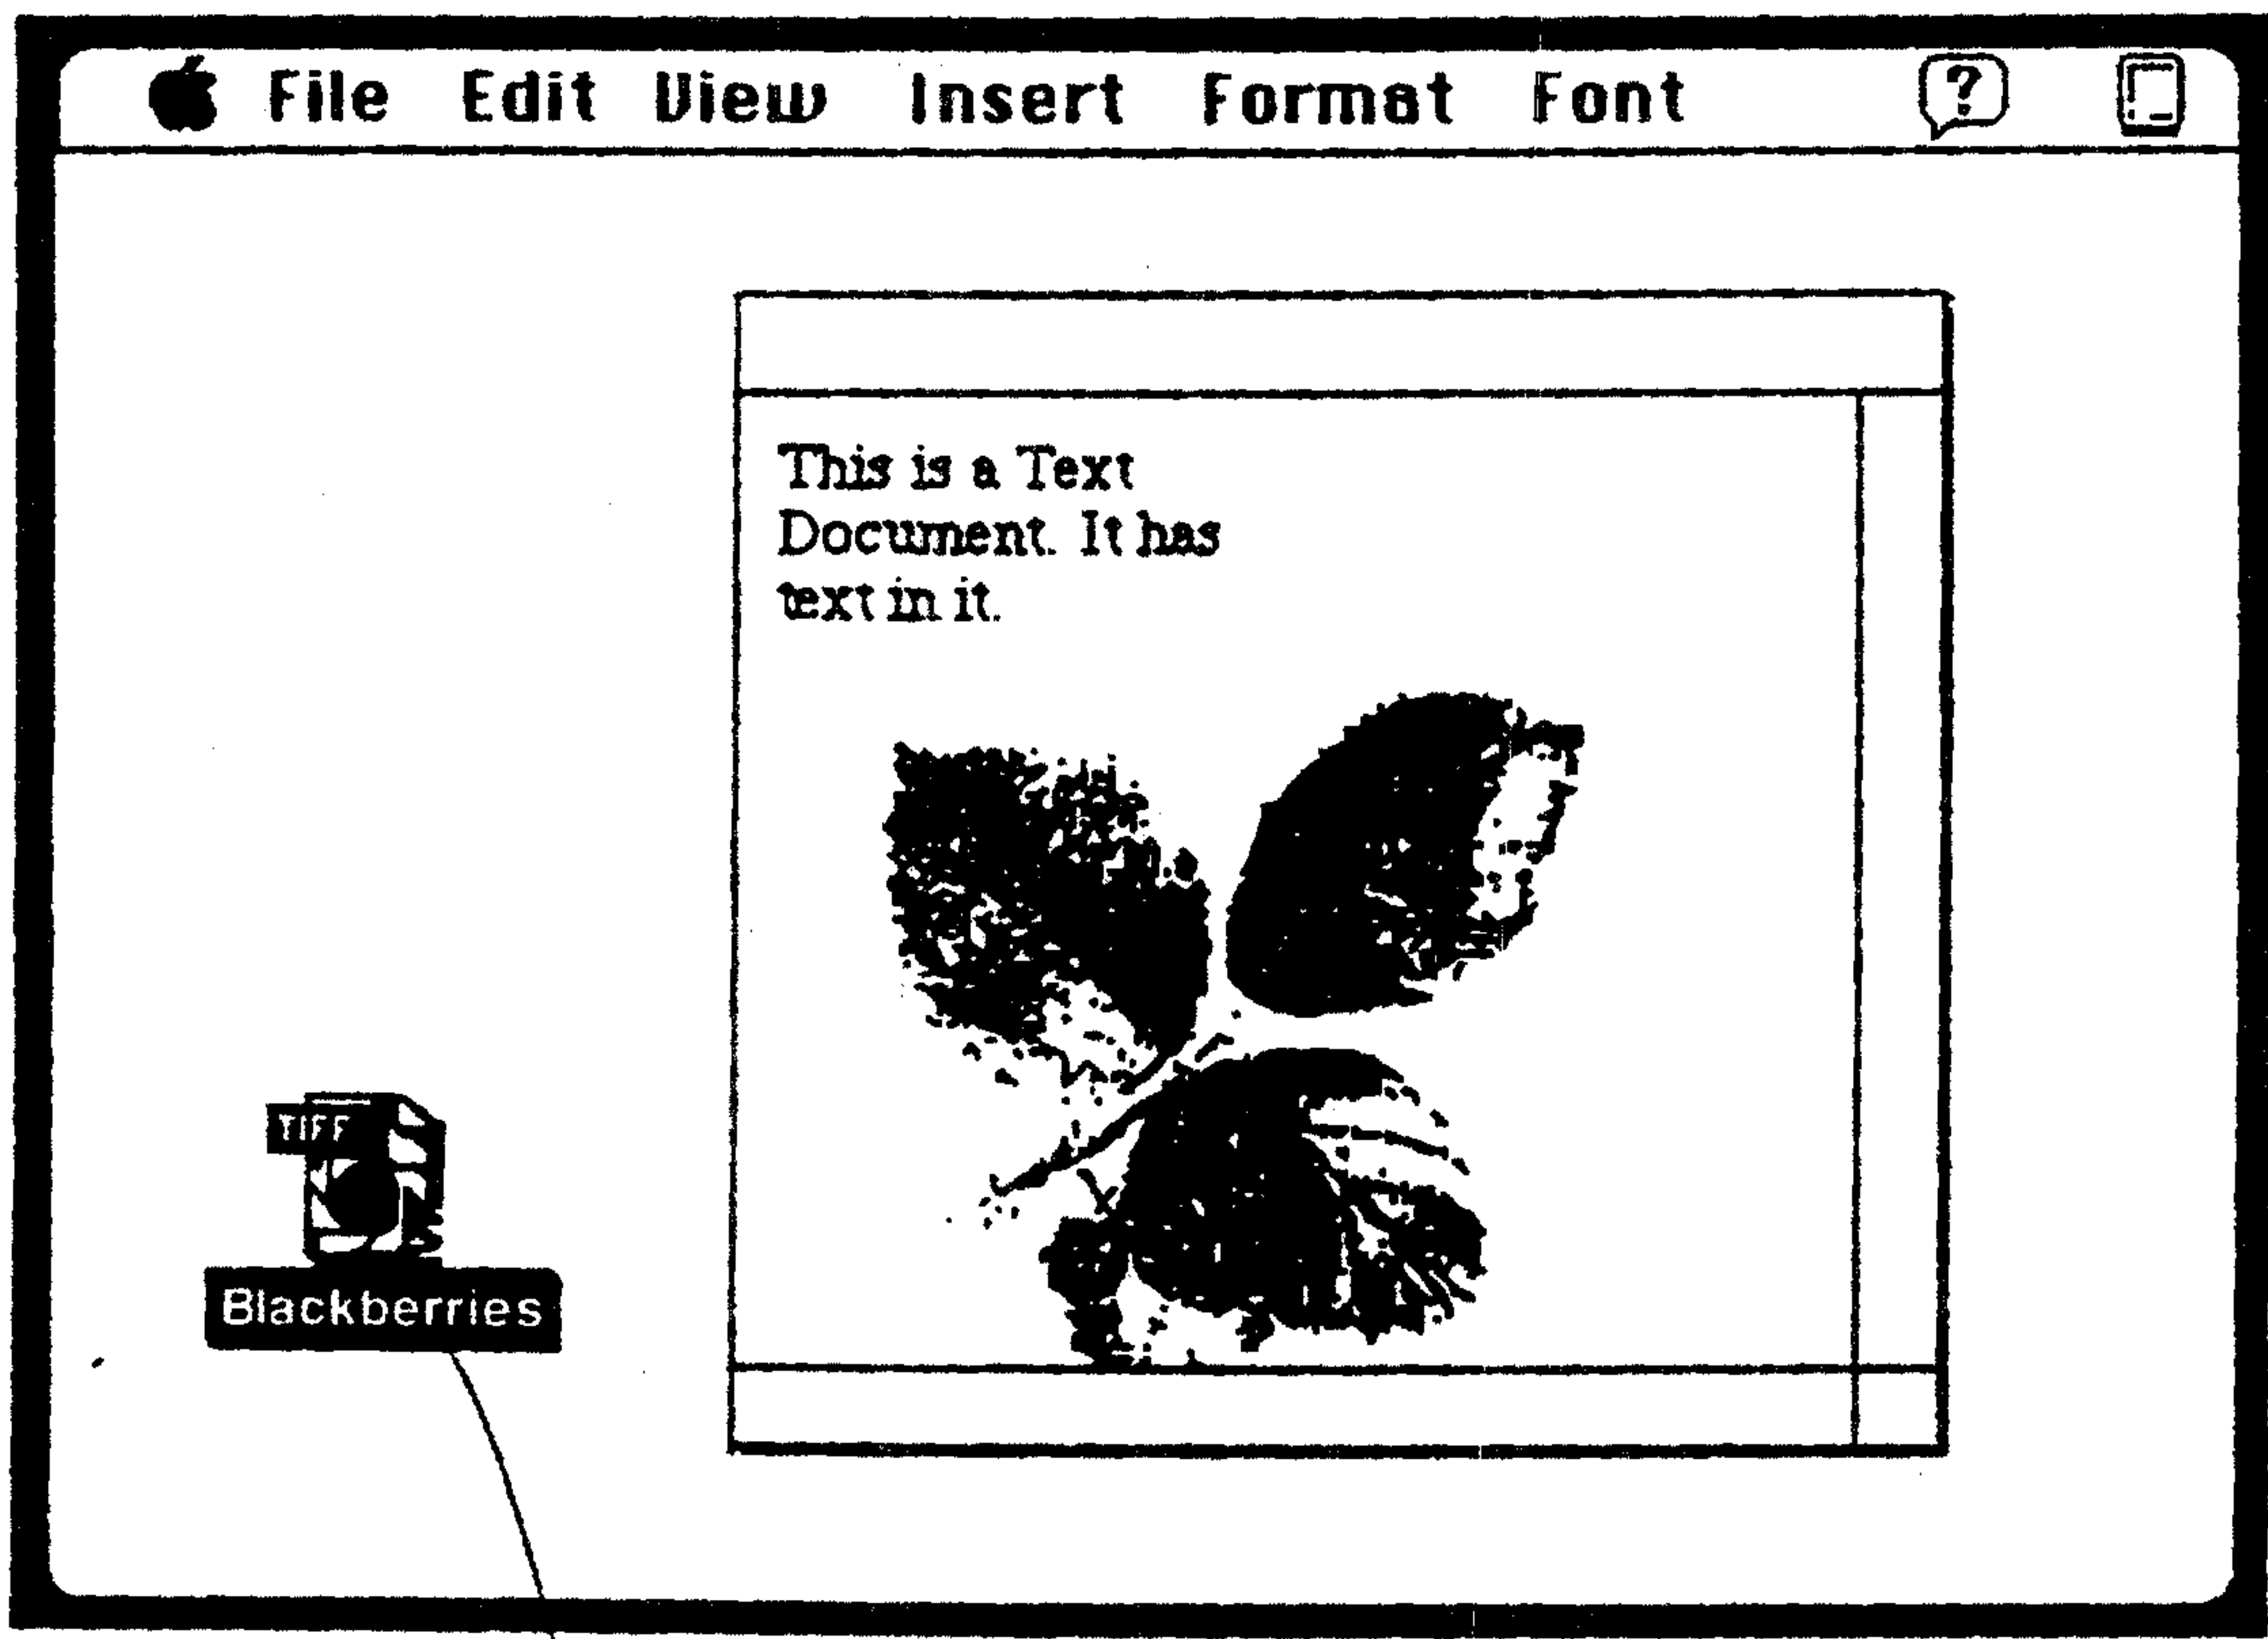 File Edit View Insert Format Font ?
This is a Text
Document. It has
text in it.
TIFF
Blackberries